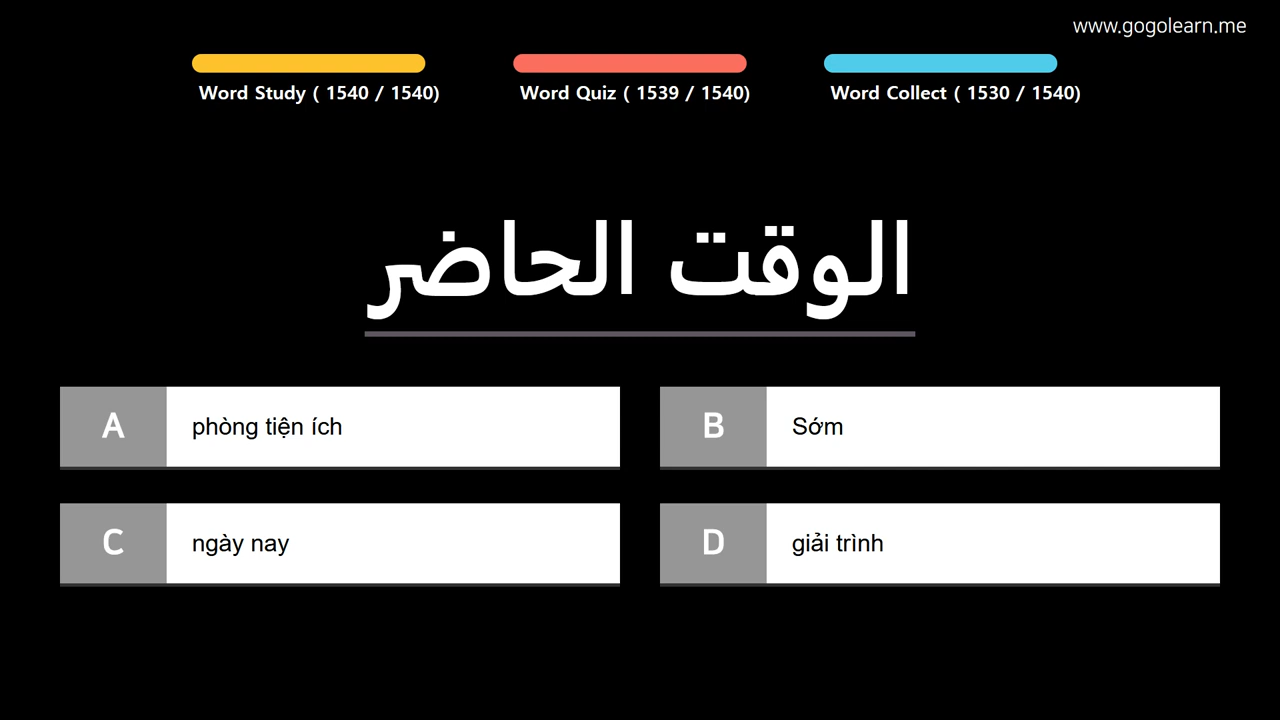 www.gogolearn.me
Word Study ( 1540 / 1540)
Word Quiz ( 1539 / 1540)
Word Collect ( 1530 / 1540)
الوقت الحاضر
A phòng tiện ích
B Sớm
C ngày nay
D giải trình